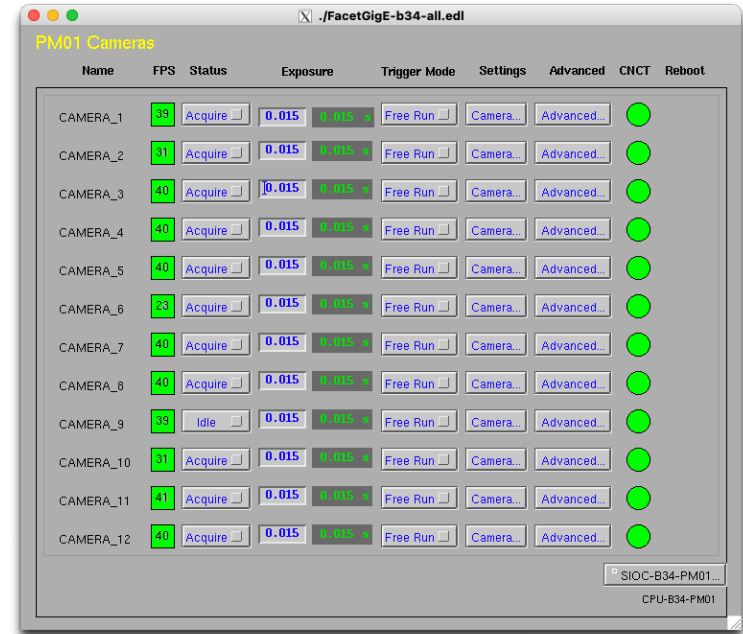 X ./FacetGigE-b34-all.edl
PM01 Cameras
Name FPS Status Exposure Trigger Mode Settings Advanced CNCT Reboot
CAMERA_1 39 Acquire 0.015 0.015 s Free Run Camera... Advanced...
CAMERA_2 31 Acquire 0.015 0.015 s Free Run Camera... Advanced...
CAMERA_3 40 Acquire 0.015 0.015 s Free Run Camera... Advanced...
CAMERA_4 40 Acquire 0.015 0.015 s Free Run Camera... Advanced...
CAMERA_5 40 Acquire 0.015 0.015 s Free Run Camera... Advanced...
CAMERA_6 23 Acquire 0.015 0.015 s Free Run Camera... Advanced...
CAMERA_7 40 Acquire 0.015 0.015 s Free Run Camera... Advanced...
CAMERA_8 40 Acquire 0.015 0.015 s Free Run Camera... Advanced...
CAMERA_9 39 Idle 0.015 0.015 s Free Run Camera... Advanced...
CAMERA_10 31 Acquire 0.015 0.015 s Free Run Camera... Advanced...
CAMERA_11 41 Acquire 0.015 0.015 s Free Run Camera... Advanced...
CAMERA_12 40 Acquire 0.015 0.015 s Free Run Camera... Advanced...
SIOC-B34-PM01...
CPU-B34-PM01